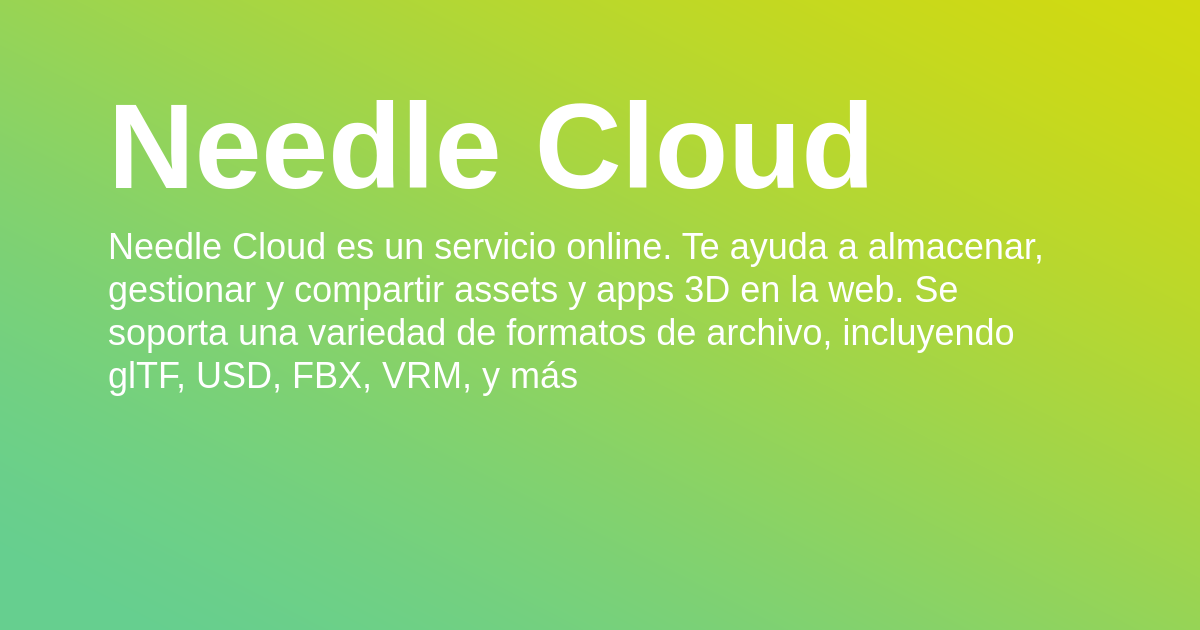 Needle Cloud
Needle Cloud es un servicio online. Te ayuda a almacenar,
gestionar y compartir assets y apps 3D en la web. Se
soporta una variedad de formatos de archivo, incluyendo
glTF, USD, FBX, VRM, y más